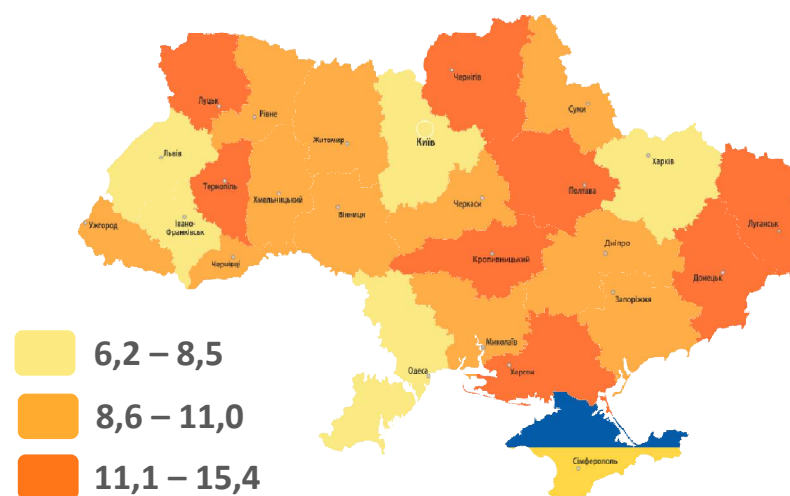 Чернігів
Луцьк
Рівне
Суми
Житомир
Київ
Львів
Харків
Тернопіль
Хмельницький
Полтава
Вінниця
Черкаси
Івано-
Франківськ
Ужгород
Луганськ
Дніпро
Кропивницький
Чернівці
Донецьк
Запоріжжя
Миколаїв
Одеса
Херсон
6,2 – 8,5
8,6 – 11,0
11,1 – 15,4
Сімферополь